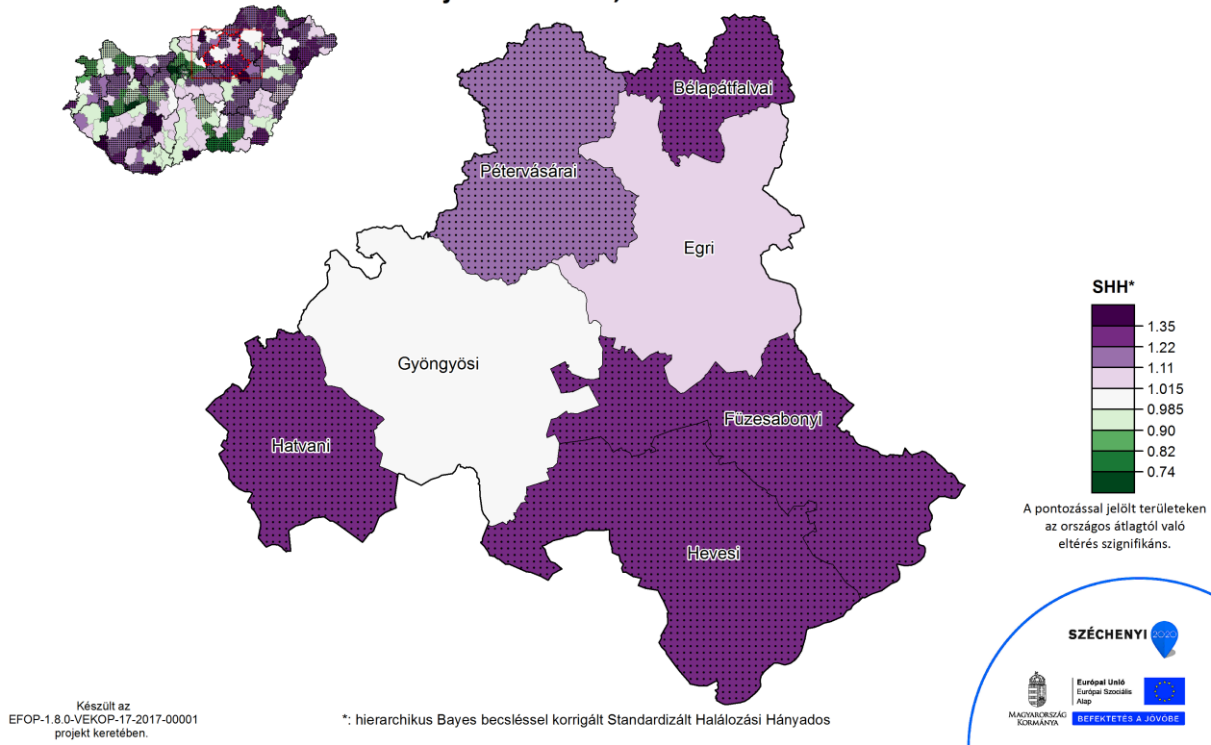 Bélapátfalvai
Pétervásárai
Egri
Gyöngyösi
Hatvani
Füzesabonyi
Hevesi
SHH*
1.35
1.22
1.11
1.015
0.985
0.90
0.82
0.74
A pontozással jelölt területeken
az országos átlagtól való
eltérés szignifikáns.
SZÉCHENYI 2020
MAGYARORSZÁG
KORMÁNYA
Európai Unió
Európai Szociális
Alap
BEFEKTETÉS A JÖVŐBE
Készült az
EFOP-1.8.0-VEKOP-17-2017-00001
projekt keretében.
*: hierarchikus Bayes becsléssel korrigált Standardizált Halálozási Hányados